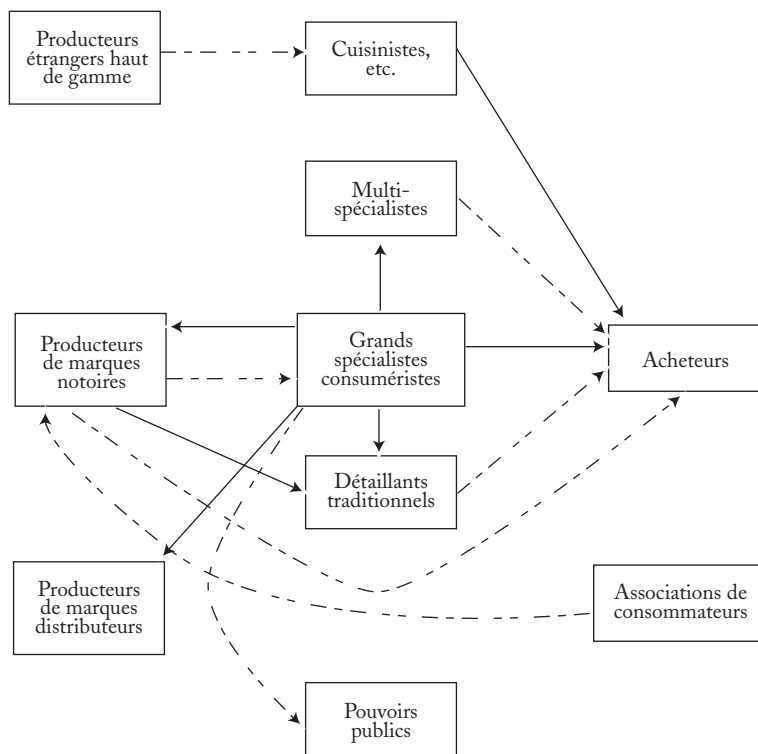 Producteurs
étrangers haut
de gamme
Cuisinistes,
etc.
Multi-
spécialistes
Producteurs
de marques
notoires
Grands
spécialistes
consuméristes
Acheteurs
Détaillants
traditionnels
Producteurs
de marques
distributeurs
Associations de
consommateurs
Pouvoirs
publics